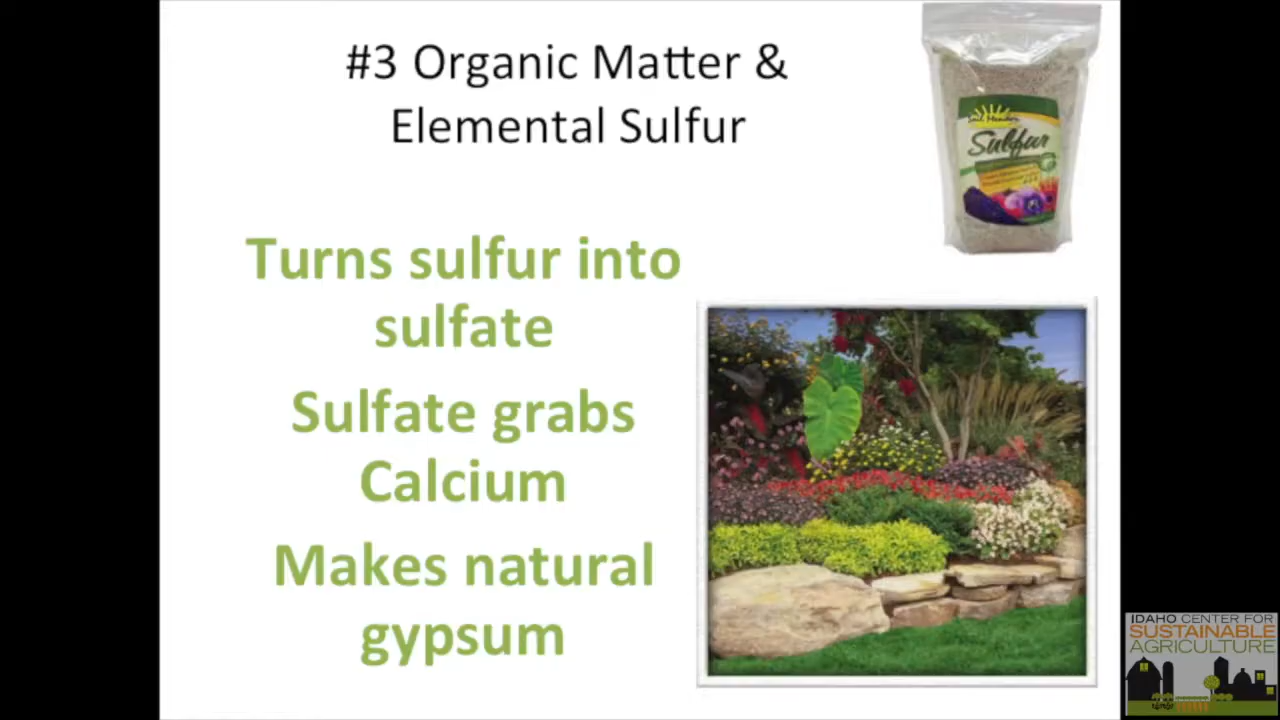 #3 Organic Matter &
Elemental Sulfur
Sulfur
Turns sulfur into
sulfate
Sulfate grabs
Calcium
Makes natural
gypsum
IDAHO CENTER FOR
SUSTAINABLE
AGRICULTURE